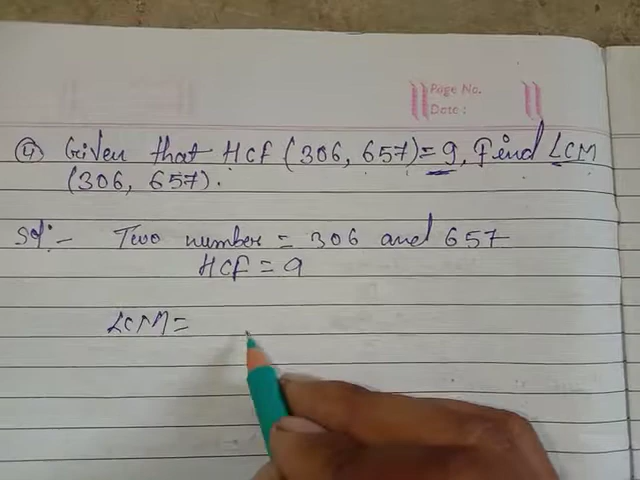 Page No.
Date :
④ Given that HCF (306, 657) = 9, Find LCM
(306, 657).
Sol:- Two number = 306 and 657
HCF = 9
LCM =